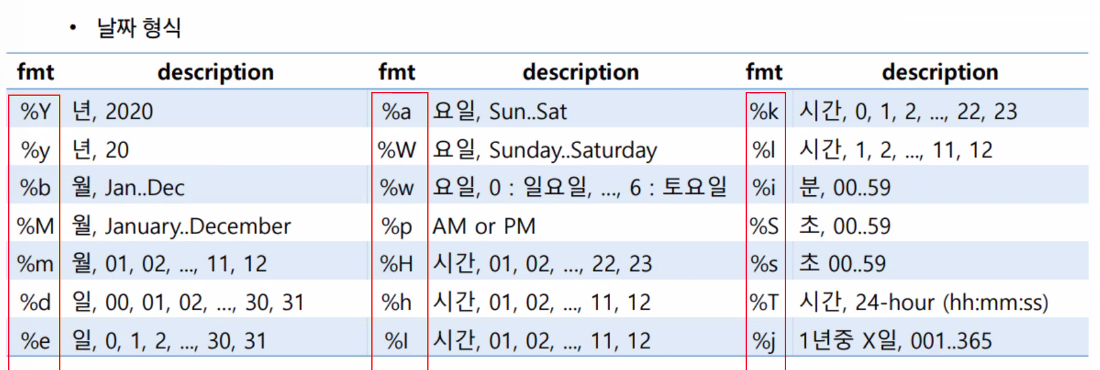 • 날짜 형식
fmt description fmt description fmt description
%Y 년, 2020 %a 요일, Sun..Sat %k 시간, 0, 1, 2, ..., 22, 23
%y 년, 20 %W 요일, Sunday..Saturday %l 시간, 1, 2, ..., 11, 12
%b 월, Jan..Dec %w 요일, 0 : 일요일, ..., 6 : 토요일 %i 분, 00..59
%M 월, January..December %p AM or PM %S 초, 00..59
%m 월, 01, 02, ..., 11, 12 %H 시간, 01, 02, ..., 22, 23 %s 초 00..59
%d 일, 00, 01, 02, ..., 30, 31 %h 시간, 01, 02, ..., 11, 12 %T 시간, 24-hour (hh:mm:ss)
%e 일, 0, 1, 2, ..., 30, 31 %I 시간, 01, 02, ..., 11, 12 %j 1년중 X일, 001..365